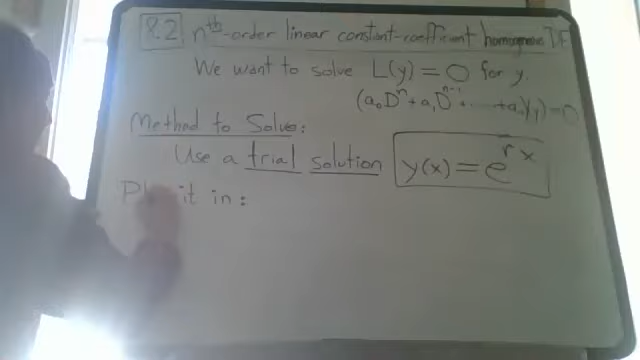 8.2 nth-order linear constant-coefficient homogeneous DE
We want to solve L(y) = 0 for y.
(a₀Dⁿ + a₁Dⁿ⁻¹ + ... + aₙ)(y) = 0
Method to Solve:
Use a trial solution y(x) = e^{rx}
Plug it in: